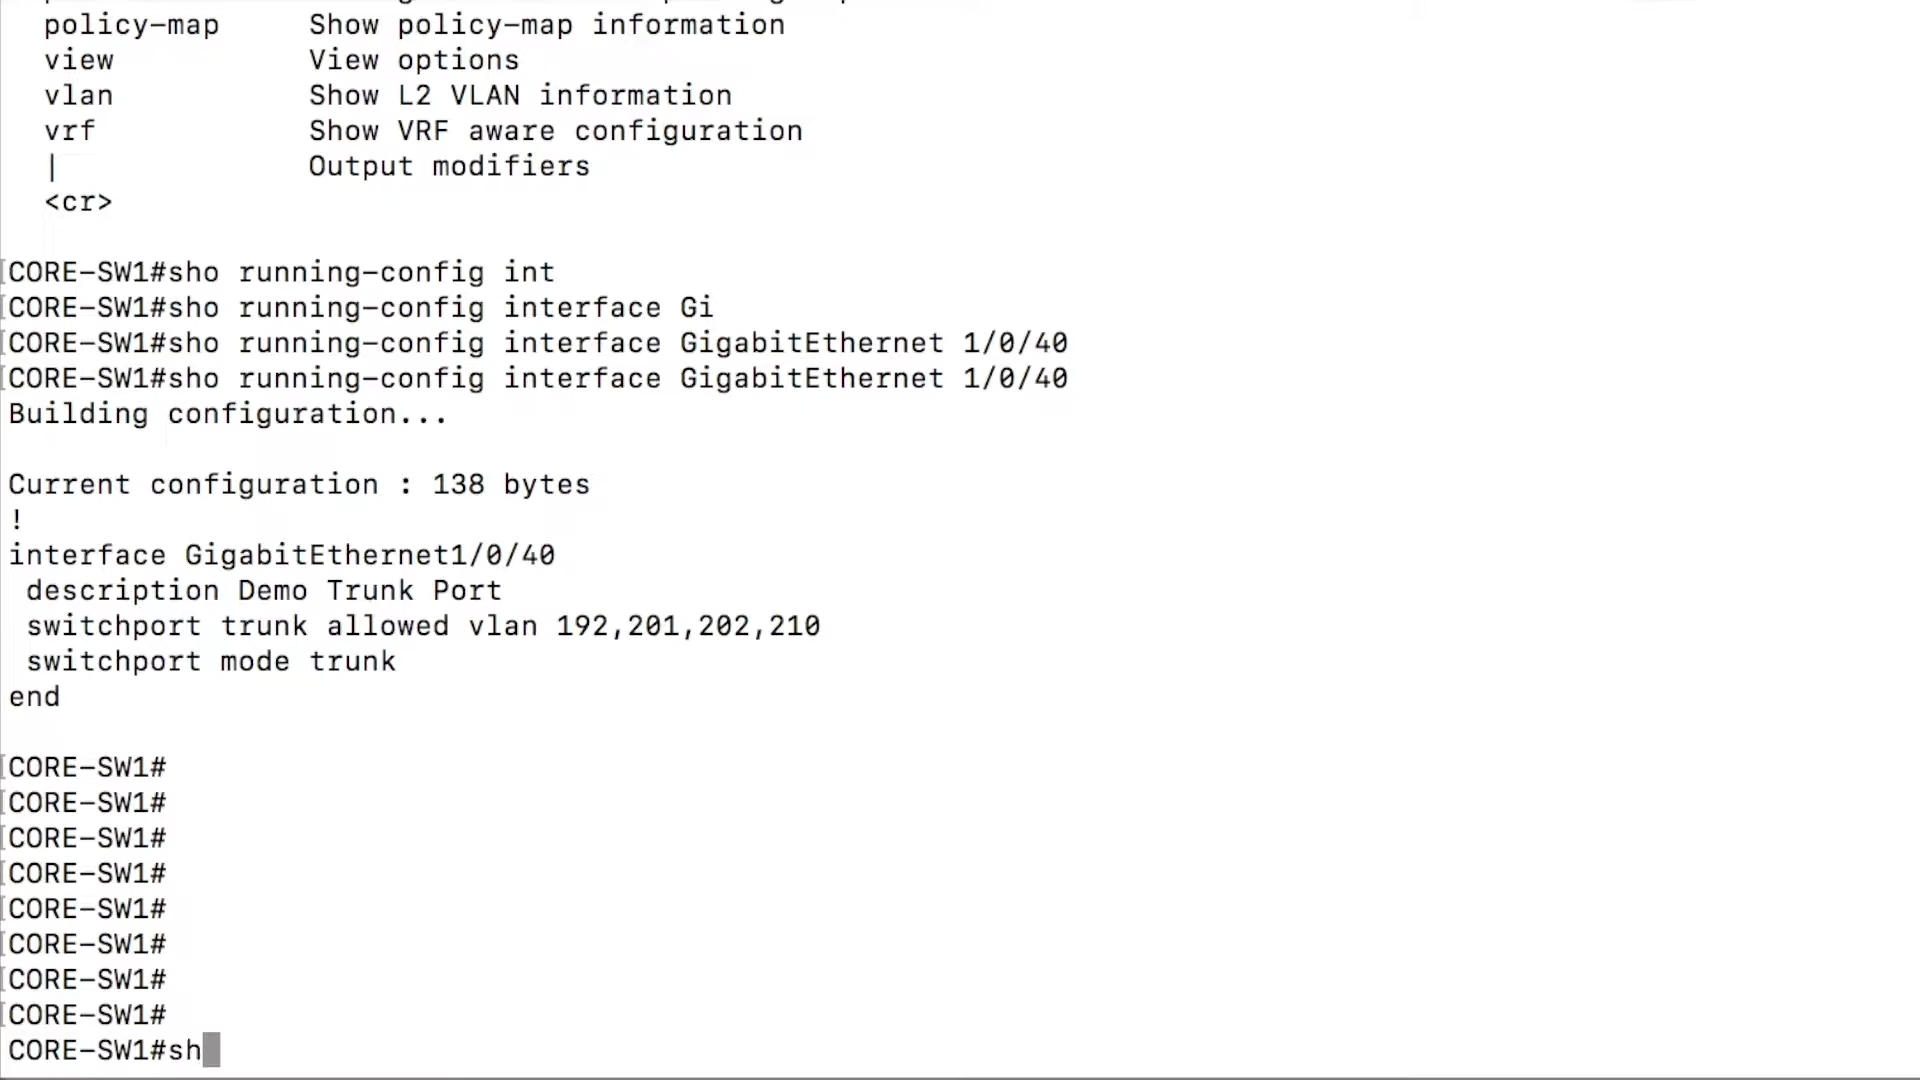 policy-map Show policy-map information
view View options
vlan Show L2 VLAN information
vrf Show VRF aware configuration
| Output modifiers
<cr>
[CORE-SW1#sho running-config int
[CORE-SW1#sho running-config interface Gi
[CORE-SW1#sho running-config interface GigabitEthernet 1/0/40
[CORE-SW1#sho running-config interface GigabitEthernet 1/0/40
Building configuration...
Current configuration : 138 bytes
!
interface GigabitEthernet1/0/40
description Demo Trunk Port
switchport trunk allowed vlan 192,201,202,210
switchport mode trunk
end
[CORE-SW1#
[CORE-SW1#
[CORE-SW1#
[CORE-SW1#
[CORE-SW1#
[CORE-SW1#
[CORE-SW1#
[CORE-SW1#
CORE-SW1#sh